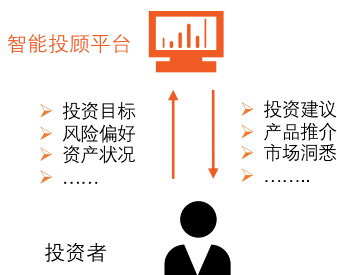 智能投顾平台
投资目标
风险偏好
资产状况
……
投资建议
产品推介
市场洞悉
……..
投资者